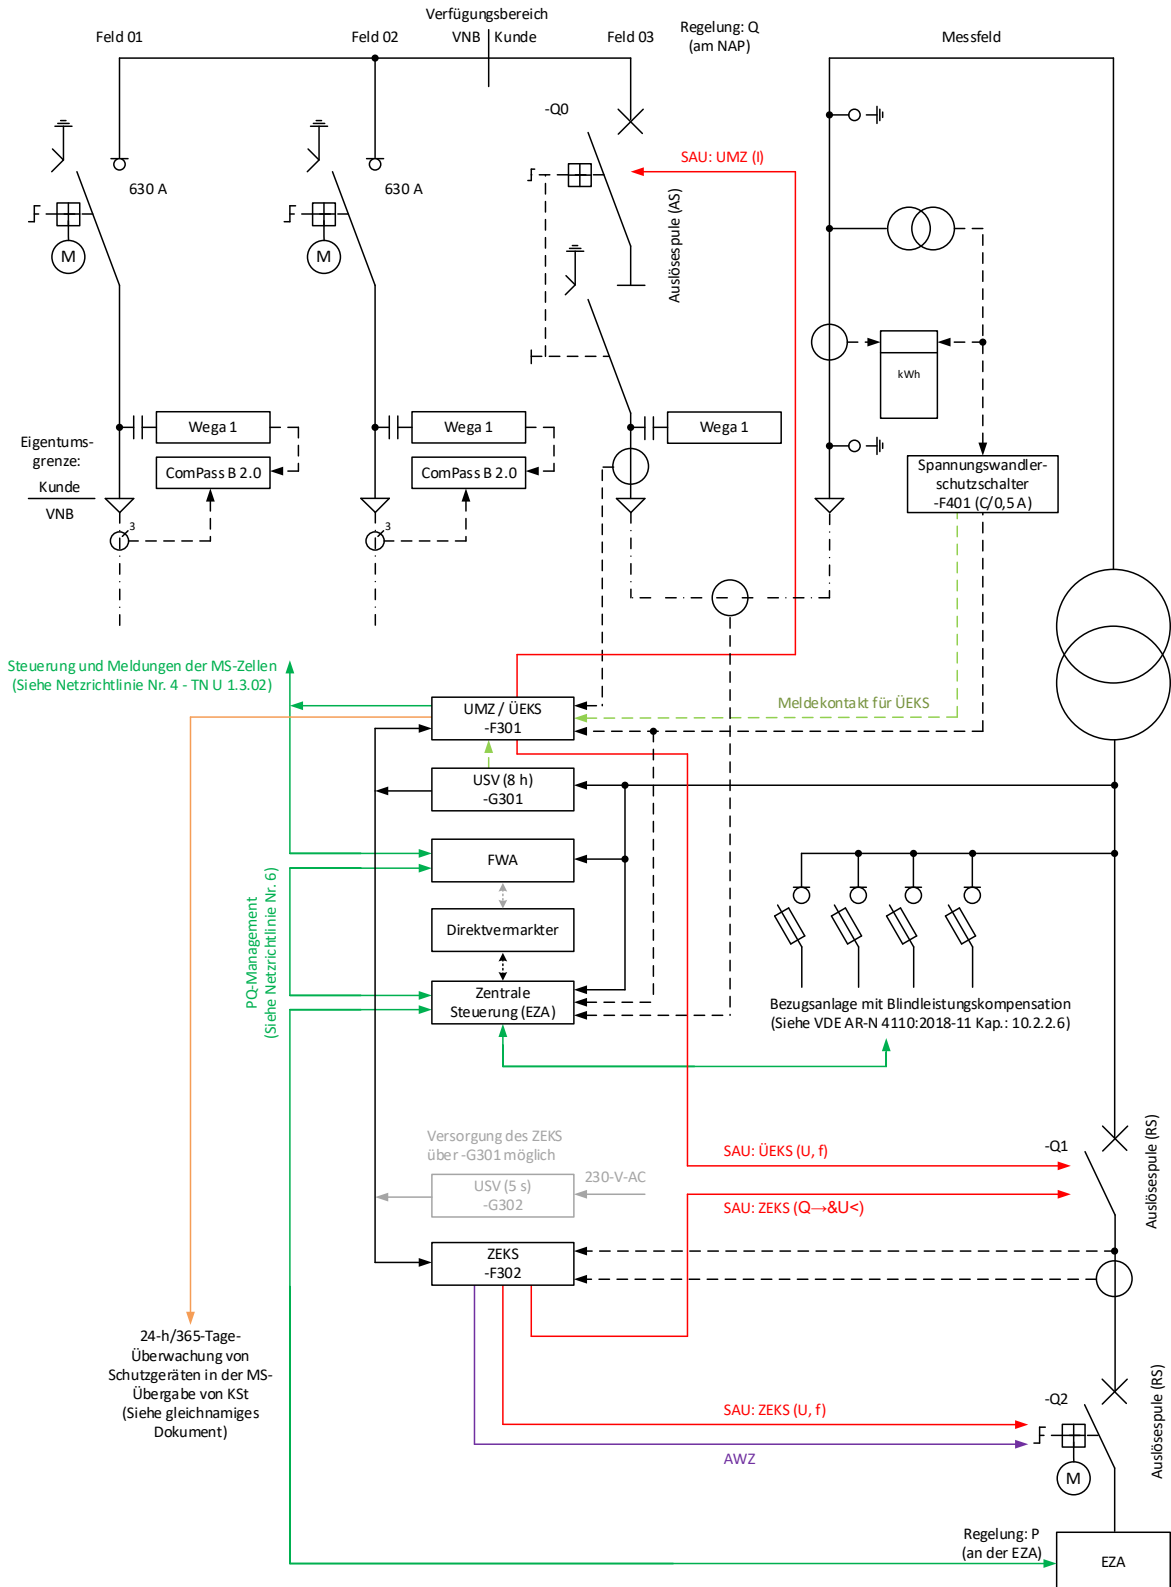 Verfügungsbereich
VNB
Kunde
Feld 01
Feld 02
Feld 03
Regelung: Q
(am NAP)
Messfeld
-Q0
630 A
630 A
SAU: UMZ (I)
Auslösespule (AS)
M
M
kWh
Wega 1
Wega 1
Wega 1
Eigentums-
grenze:
Kunde
VNB
ComPass B 2.0
ComPass B 2.0
3
3
Spannungswandler-
schutzschalter
-F401 (C/0,5 A)
Steuerung und Meldungen der MS-Zellen
(Siehe Netzrichtlinie Nr. 4 - TN U 1.3.02)
UMZ / ÜEKS
-F301
Meldekontakt für ÜEKS
USV (8 h)
-G301
FWA
Direktvermarkter
Zentrale
Steuerung (EZA)
PQ-Management
(Siehe Netzrichtlinie Nr. 6)
Bezugsanlage mit Blindleistungskompensation
(Siehe VDE AR-N 4110:2018-11 Kap.: 10.2.2.6)
Versorgung des ZEKS
über -G301 möglich
USV (5 s)
-G302
230-V-AC
SAU: ÜEKS (U, f)
SAU: ZEKS (Q→&U<)
-Q1
Auslösespule (RS)
ZEKS
-F302
24-h/365-Tage-
Überwachung von
Schutzgeräten in der MS-
Übergabe von KSt
(Siehe gleichnamiges
Dokument)
SAU: ZEKS (U, f)
AWZ
-Q2
M
Auslösespule (RS)
Regelung: P
(an der EZA)
EZA